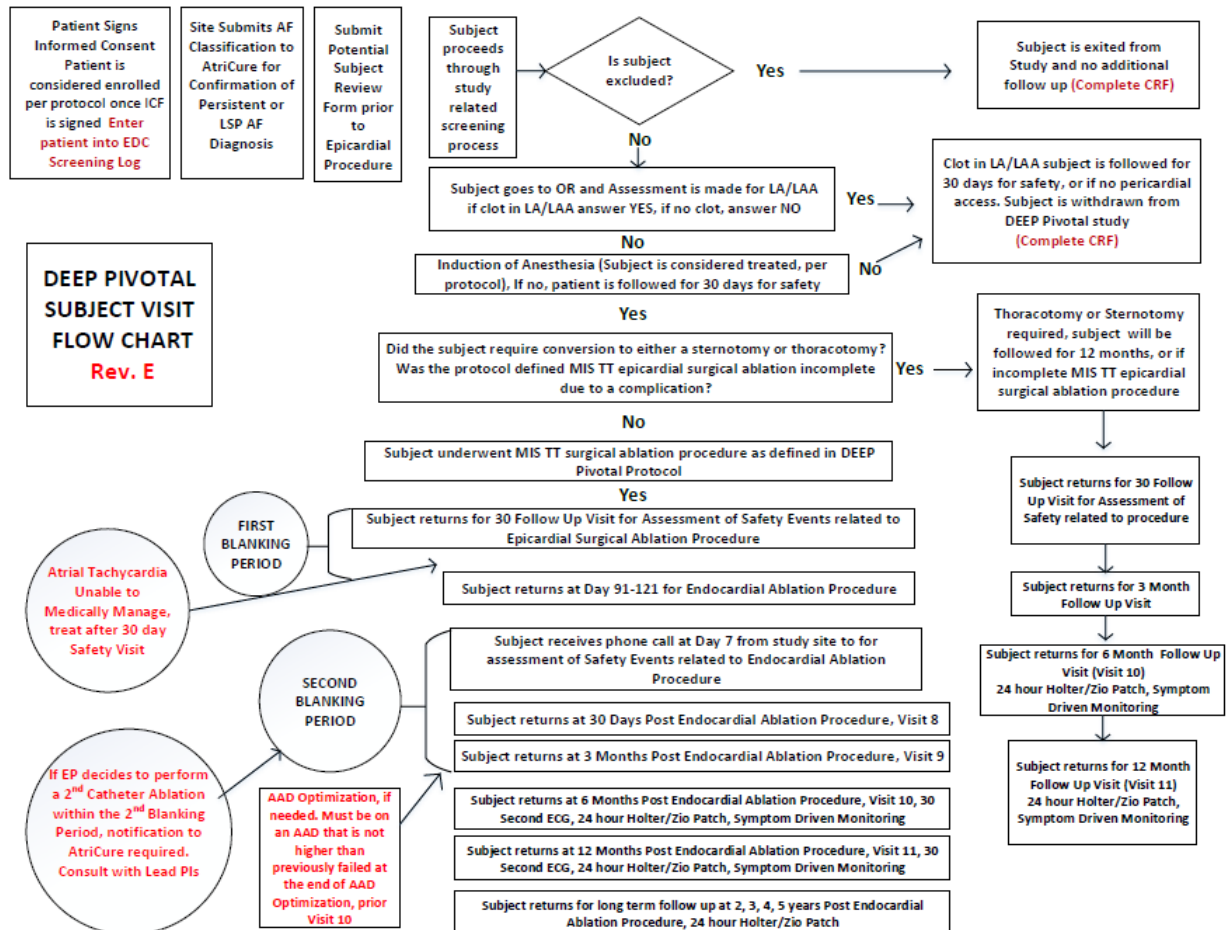 Patient Signs
Informed Consent
Patient is
considered enrolled
per protocol once ICF
is signed Enter
patient into EDC
Screening Log
Site Submits AF
Classification to
AtriCure for
Confirmation of
Persistent or
LSP AF
Diagnosis
Submit
Potential
Subject
Review
Form prior
to
Epicardial
Procedure
Subject
proceeds
through
study
related
screening
process
Is subject
excluded?
Yes
Subject is exited from
Study and no additional
follow up (Complete CRF)
No
Subject goes to OR and Assessment is made for LA/LAA
if clot in LA/LAA answer YES, if no clot, answer NO
Yes
Clot in LA/LAA subject is followed for
30 days for safety, or if no pericardial
access. Subject is withdrawn from
DEEP Pivotal study
(Complete CRF)
No
Induction of Anesthesia (Subject is considered treated, per
protocol), If no, patient is followed for 30 days for safety
No
DEEP PIVOTAL
SUBJECT VISIT
FLOW CHART
Rev. E
Yes
Did the subject require conversion to either a sternotomy or thoracotomy?
Was the protocol defined MIS TT epicardial surgical ablation incomplete
due to a complication?
Yes
Thoracotomy or Sternotomy
required, subject will be
followed for 12 months, or if
incomplete MIS TT epicardial
surgical ablation procedure
No
Subject underwent MIS TT surgical ablation procedure as defined in DEEP
Pivotal Protocol
Yes
Subject returns for 30 Follow
Up Visit for Assessment of
Safety related to procedure
FIRST
BLANKING
PERIOD
Subject returns for 30 Follow Up Visit for Assessment of Safety Events related to
Epicardial Surgical Ablation Procedure
Atrial Tachycardia
Unable to
Medically Manage,
treat after 30 day
Safety Visit
Subject returns at Day 91-121 for Endocardial Ablation Procedure
Subject returns for 3 Month
Follow Up Visit
Subject receives phone call at Day 7 from study site to for
assessment of Safety Events related to Endocardial Ablation
Procedure
SECOND
BLANKING
PERIOD
Subject returns for 6 Month Follow Up
Visit (Visit 10)
24 hour Holter/Zio Patch, Symptom
Driven Monitoring
Subject returns at 30 Days Post Endocardial Ablation Procedure, Visit 8
Subject returns at 3 Months Post Endocardial Ablation Procedure, Visit 9
Subject returns for 12 Month
Follow Up Visit (Visit 11)
24 hour Holter/Zio Patch,
Symptom Driven Monitoring
If EP decides to perform
a 2nd Catheter Ablation
within the 2nd Blanking
Period, notification to
AtriCure required.
Consult with Lead PIs
AAD Optimization, if
needed. Must be on
an AAD that is not
higher than
previously failed at
the end of AAD
Optimization, prior
Visit 10
Subject returns at 6 Months Post Endocardial Ablation Procedure, Visit 10, 30
Second ECG, 24 hour Holter/Zio Patch, Symptom Driven Monitoring
Subject returns at 12 Months Post Endocardial Ablation Procedure, Visit 11, 30
Second ECG, 24 hour Holter/Zio Patch, Symptom Driven Monitoring
Subject returns for long term follow up at 2, 3, 4, 5 years Post Endocardial
Ablation Procedure, 24 hour Holter/Zio Patch